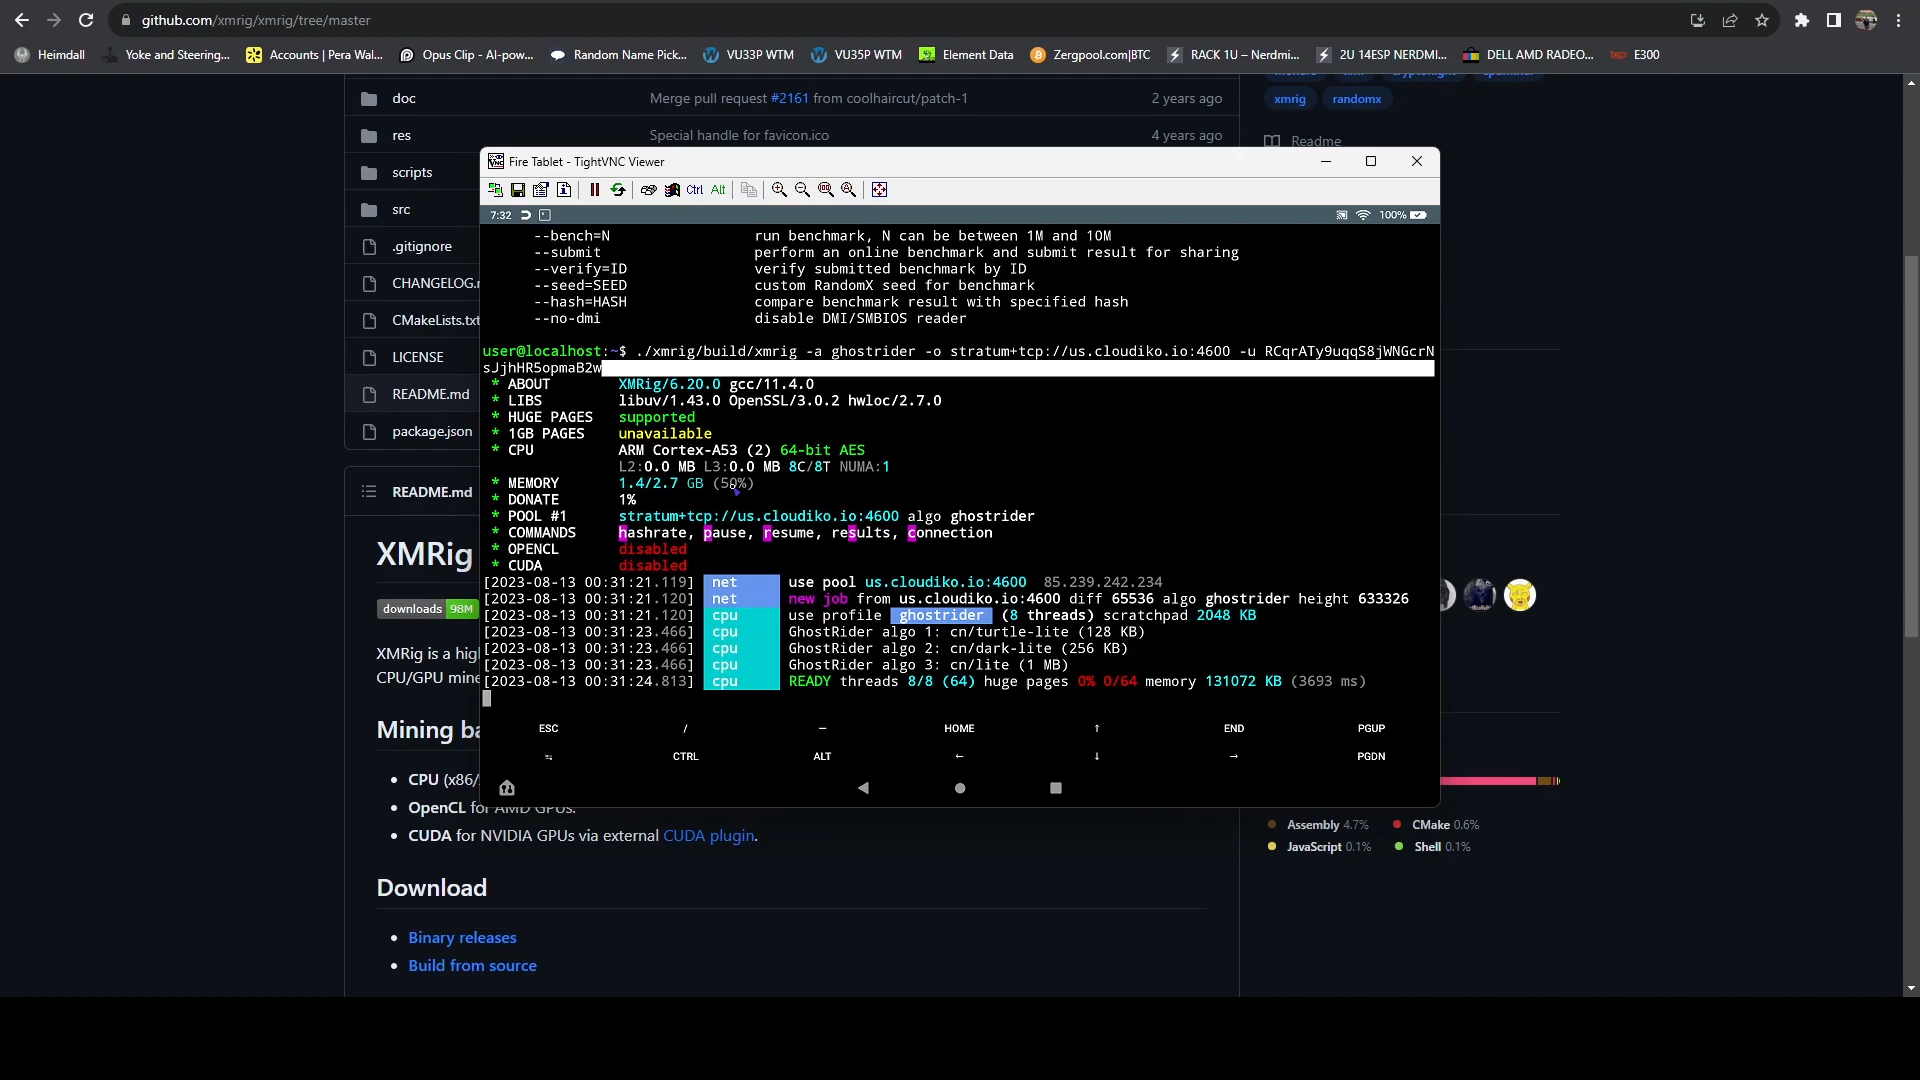 github.com/xmrig/xmrig/tree/master
Heimdall
Yoke and Steering...
Accounts | Pera Wal...
Opus Clip - AI-pow...
Random Name Pick...
VU33P WTM
VU35P WTM
Element Data
Zergpool.com|BTC
RACK 1U – Nerdmi...
2U 14ESP NERDMI...
DELL AMD RADEO...
E300
doc
Merge pull request #2161 from coolhaircut/patch-1
2 years ago
xmrig
randomx
res
Special handle for favicon.ico
4 years ago
Readme
scripts
src
.gitignore
CHANGELOG.
CMakeLists.txt
LICENSE
README.md
package.json
README.md
XMRig
downloads 98M
XMRig is a hig
CPU/GPU mine
Mining ba
CPU (x86/
OpenCL for AMD GPUs.
CUDA for NVIDIA GPUs via external CUDA plugin.
Download
Binary releases
Build from source
Assembly 4.7%
CMake 0.6%
JavaScript 0.1%
Shell 0.1%
Fire Tablet - TightVNC Viewer
Ctrl Alt
7:32
100%
--bench=N run benchmark, N can be between 1M and 10M
--submit perform an online benchmark and submit result for sharing
--verify=ID verify submitted benchmark by ID
--seed=SEED custom RandomX seed for benchmark
--hash=HASH compare benchmark result with specified hash
--no-dmi disable DMI/SMBIOS reader
user@localhost:~$ ./xmrig/build/xmrig -a ghostrider -o stratum+tcp://us.cloudiko.io:4600 -u RCqrATy9uqqS8jWNGcrN
sJjhHR5opmaB2w
* ABOUT XMRig/6.20.0 gcc/11.4.0
* LIBS libuv/1.43.0 OpenSSL/3.0.2 hwloc/2.7.0
* HUGE PAGES supported
* 1GB PAGES unavailable
* CPU ARM Cortex-A53 (2) 64-bit AES
L2:0.0 MB L3:0.0 MB 8C/8T NUMA:1
* MEMORY 1.4/2.7 GB (50%)
* DONATE 1%
* POOL #1 stratum+tcp://us.cloudiko.io:4600 algo ghostrider
* COMMANDS hashrate, pause, resume, results, connection
* OPENCL disabled
* CUDA disabled
[2023-08-13 00:31:21.119] net use pool us.cloudiko.io:4600 85.239.242.234
[2023-08-13 00:31:21.120] net new job from us.cloudiko.io:4600 diff 65536 algo ghostrider height 633326
[2023-08-13 00:31:21.120] cpu use profile ghostrider (8 threads) scratchpad 2048 KB
[2023-08-13 00:31:23.466] cpu GhostRider algo 1: cn/turtle-lite (128 KB)
[2023-08-13 00:31:23.466] cpu GhostRider algo 2: cn/dark-lite (256 KB)
[2023-08-13 00:31:23.466] cpu GhostRider algo 3: cn/lite (1 MB)
[2023-08-13 00:31:24.813] cpu READY threads 8/8 (64) huge pages 0% 0/64 memory 131072 KB (3693 ms)
ESC / – HOME ↑ END PGUP
↹ CTRL ALT ← ↓ → PGDN